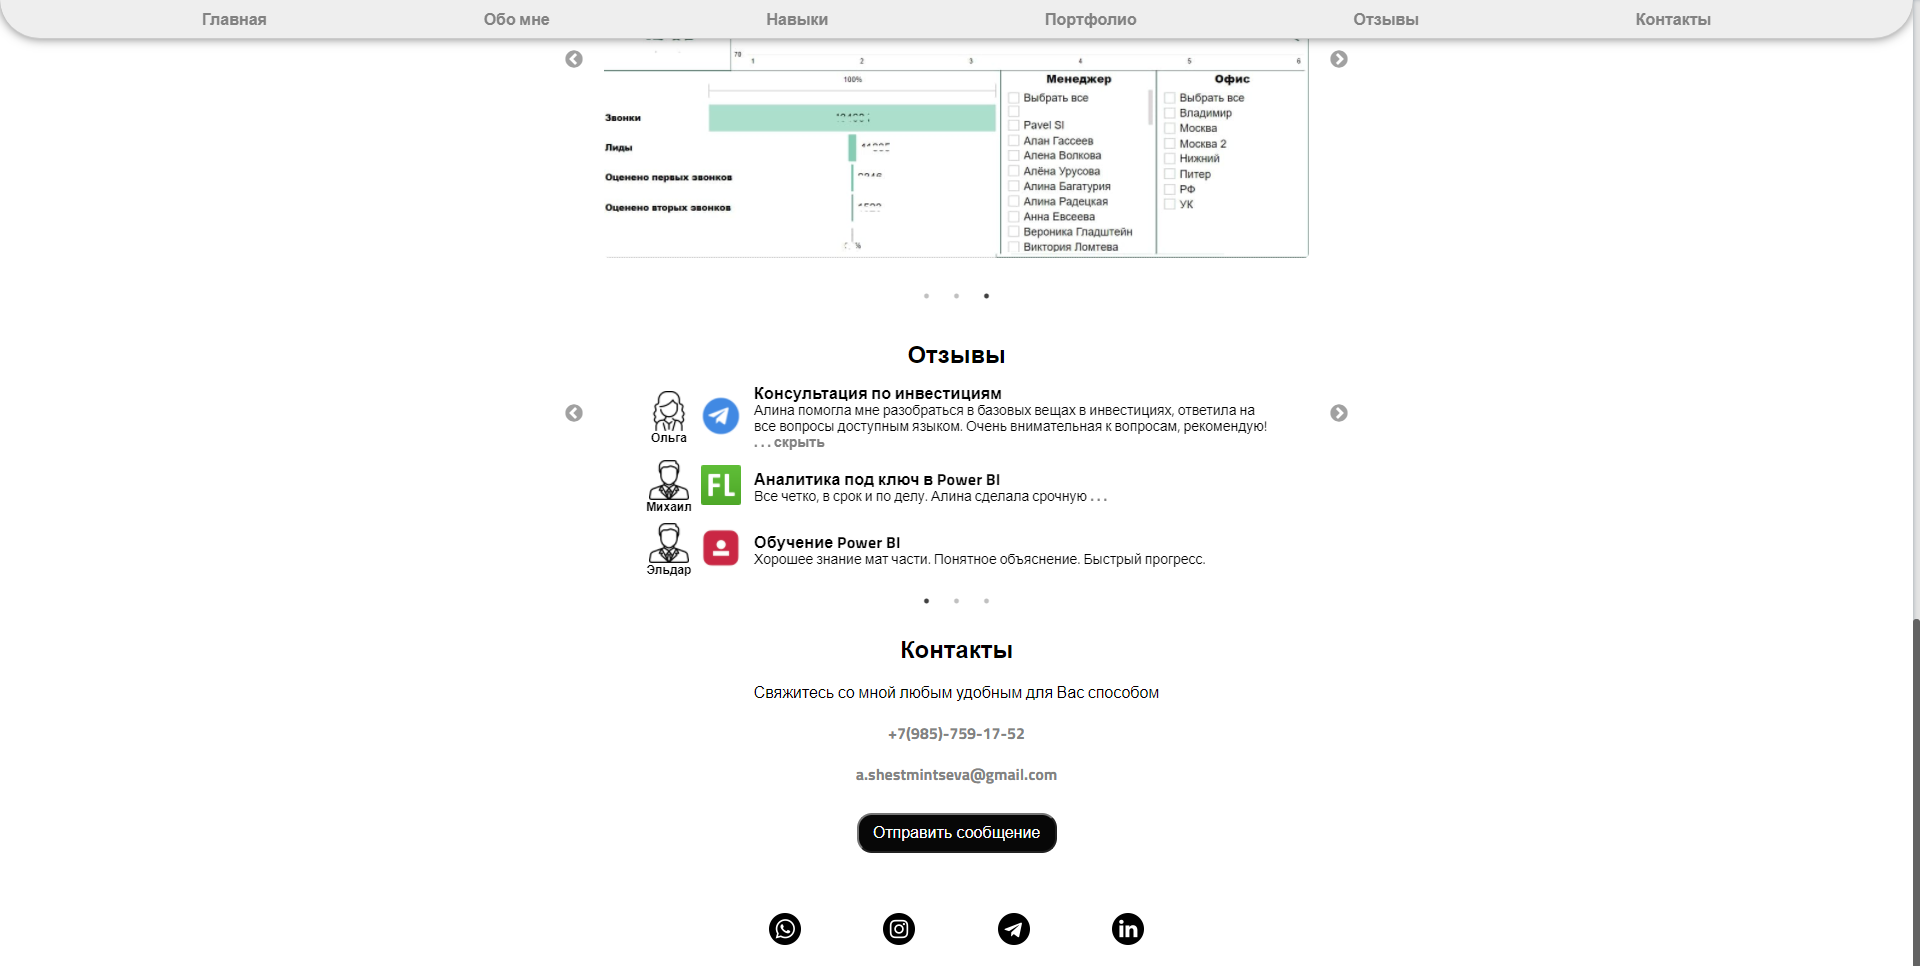 Главная Обо мне Навыки Портфолио Отзывы Контакты
70 1 2 3 4 5 6
100%
Звонки
Лиды
Оценено первых звонков
Оценено вторых звонков
Менеджер
Выбрать все
Pavel Sl
Алан Гассеев
Алена Волкова
Алёна Урусова
Алина Багатурия
Алина Радецкая
Анна Евсеева
Вероника Гладштейн
Виктория Ломтева
Офис
Выбрать все
Владимир
Москва
Москва 2
Нижний
Питер
РФ
УК
Отзывы
Ольга
Консультация по инвестициям
Алина помогла мне разобраться в базовых вещах в инвестициях, ответила на
все вопросы доступным языком. Очень внимательная к вопросам, рекомендую!
. . . скрыть
Михаил
FL
Аналитика под ключ в Power BI
Все четко, в срок и по делу. Алина сделала срочную . . .
Эльдар
Обучение Power BI
Хорошее знание мат части. Понятное объяснение. Быстрый прогресс.
Контакты
Свяжитесь со мной любым удобным для Вас способом
+7(985)-759-17-52
a.shestmintseva@gmail.com
Отправить сообщение
in